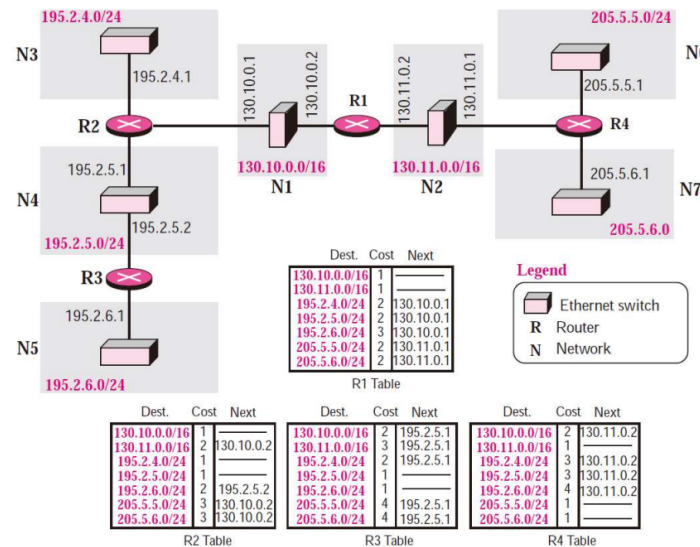 195.2.4.0/24
N3
195.2.4.1
R2
195.2.5.1
N4
195.2.5.2
195.2.5.0/24
R3
195.2.6.1
N5
195.2.6.0/24
130.10.0.1
130.10.0.2
130.10.0.0/16
N1
R1
130.11.0.2
130.11.0.1
130.11.0.0/16
N2
205.5.5.0/24
205.5.5.1
R4
205.5.6.1
N7
205.5.6.0
Legend
Ethernet switch
R Router
N Network
Dest. Cost Next
130.10.0.0/16 1
130.11.0.0/16 1
195.2.4.0/24 2 130.10.0.1
195.2.5.0/24 2 130.10.0.1
195.2.6.0/24 3 130.10.0.1
205.5.5.0/24 2 130.11.0.1
205.5.6.0/24 2 130.11.0.1
R1 Table
Dest. Cost Next
130.10.0.0/16 1
130.11.0.0/16 2 130.10.0.2
195.2.4.0/24 1
195.2.5.0/24 1
195.2.6.0/24 2 195.2.5.2
205.5.5.0/24 3 130.10.0.2
205.5.6.0/24 3 130.10.0.2
R2 Table
Dest. Cost Next
130.10.0.0/16 2 195.2.5.1
130.11.0.0/16 3 195.2.5.1
195.2.4.0/24 2 195.2.5.1
195.2.5.0/24 1
195.2.6.0/24 1
205.5.5.0/24 4 195.2.5.1
205.5.6.0/24 4 195.2.5.1
R3 Table
Dest. Cost Next
130.10.0.0/16 2 130.11.0.2
130.11.0.0/16 1
195.2.4.0/24 3 130.11.0.2
195.2.5.0/24 3 130.11.0.2
195.2.6.0/24 4 130.11.0.2
205.5.5.0/24 1
205.5.6.0/24 1
R4 Table